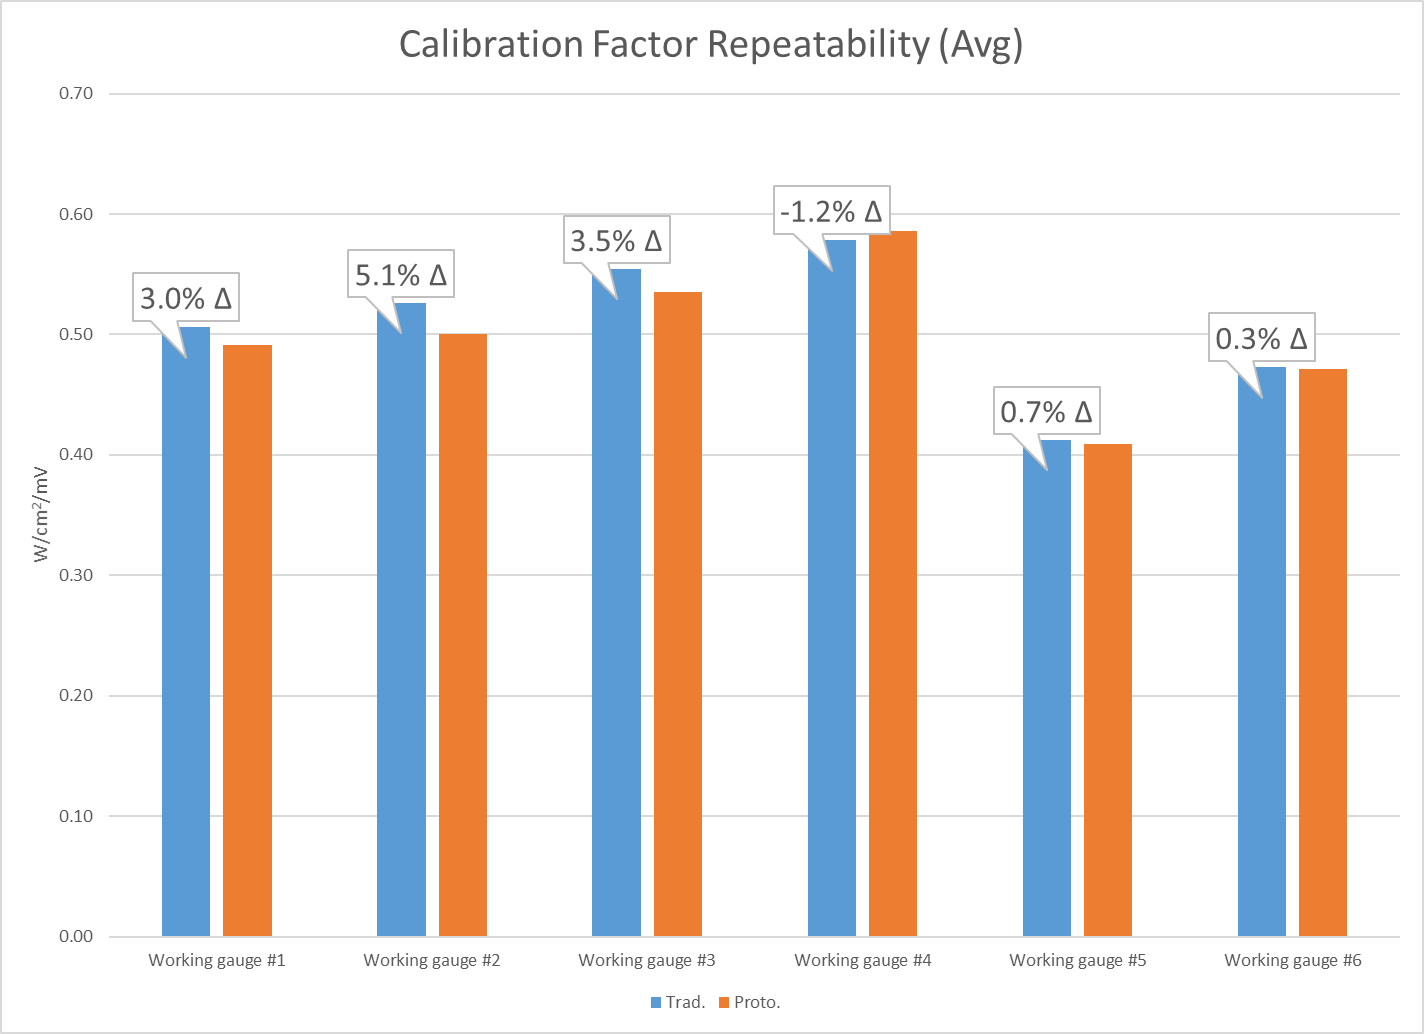 Calibration Factor Repeatability (Avg)
0.70
0.60
0.50
0.40
0.30
0.20
0.10
0.00
W/cm²/mV
3.0% Δ
5.1% Δ
3.5% Δ
-1.2% Δ
0.7% Δ
0.3% Δ
Working gauge #1
Working gauge #2
Working gauge #3
Working gauge #4
Working gauge #5
Working gauge #6
Trad.
Proto.